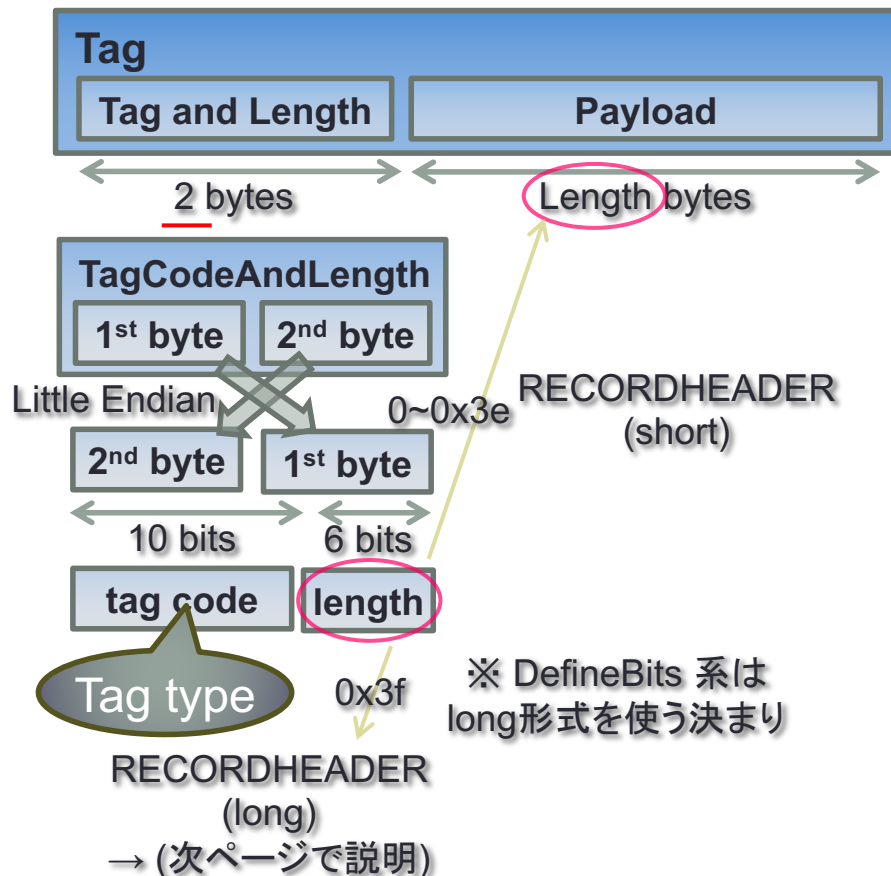 Tag
Tag and Length
Payload
2 bytes
Length bytes
TagCodeAndLength
1st byte
2nd byte
Little Endian
0~0x3e
RECORDHEADER
(short)
2nd byte
1st byte
10 bits
6 bits
tag code
length
Tag type
0x3f
※ DefineBits 系は
long形式を使う決まり
RECORDHEADER
(long)
→ (次ページで説明)